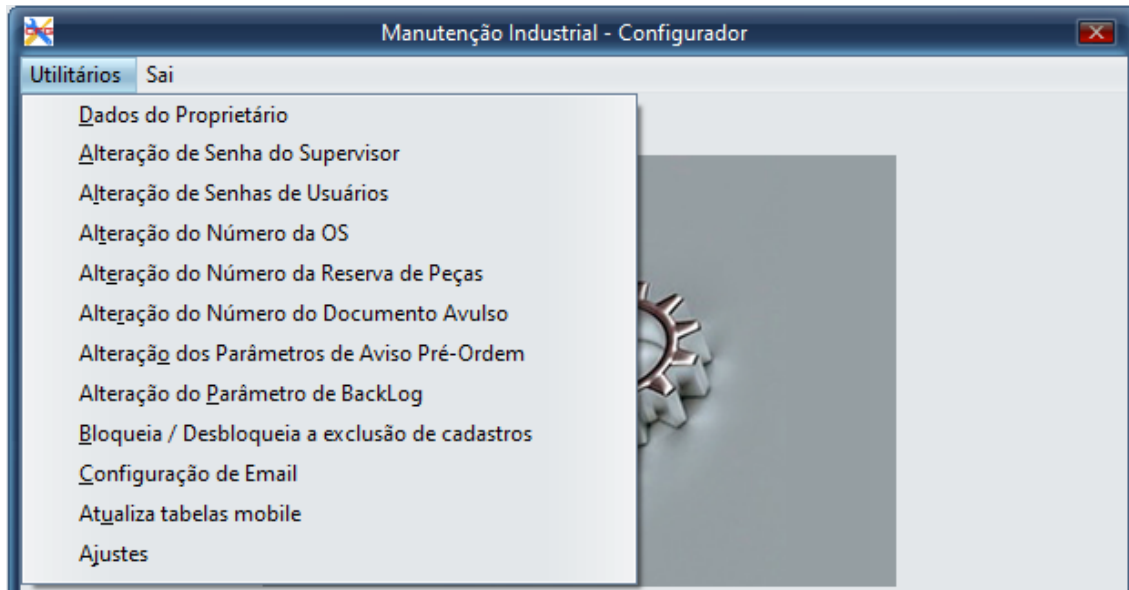 Manutenção Industrial - Configurador
Utilitários Sai
Dados do Proprietário
Alteração de Senha do Supervisor
Alteração de Senhas de Usuários
Alteração do Número da OS
Alteração do Número da Reserva de Peças
Alteração do Número do Documento Avulso
Alteração dos Parâmetros de Aviso Pré-Ordem
Alteração do Parâmetro de BackLog
Bloqueia / Desbloqueia a exclusão de cadastros
Configuração de Email
Atualiza tabelas mobile
Ajustes